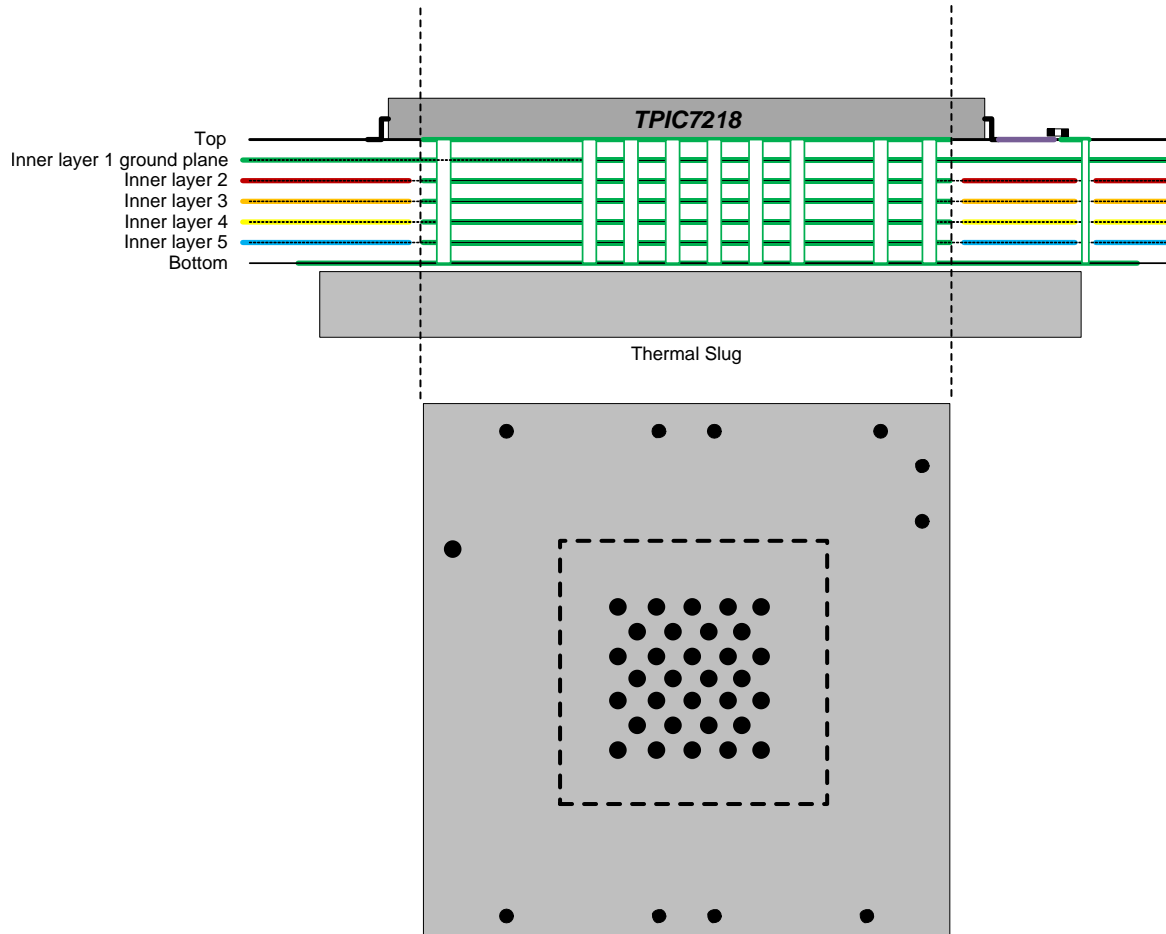 TPIC7218
Top
Inner layer 1 ground plane
Inner layer 2
Inner layer 3
Inner layer 4
Inner layer 5
Bottom
Thermal Slug